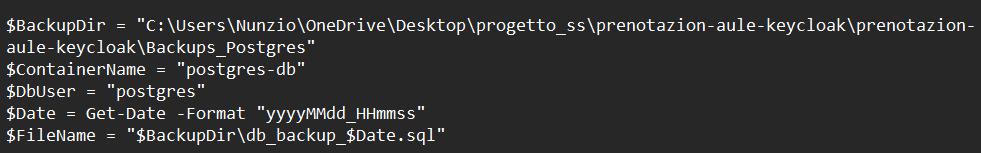 $BackupDir = "C:\Users\Nunzio\OneDrive\Desktop\progetto_ss\prenotazion-aule-keycloak\prenotazion-
aule-keycloak\Backups_Postgres"
$ContainerName = "postgres-db"
$DbUser = "postgres"
$Date = Get-Date -Format "yyyyMMdd_HHmmss"
$FileName = "$BackupDir\db_backup_$Date.sql"